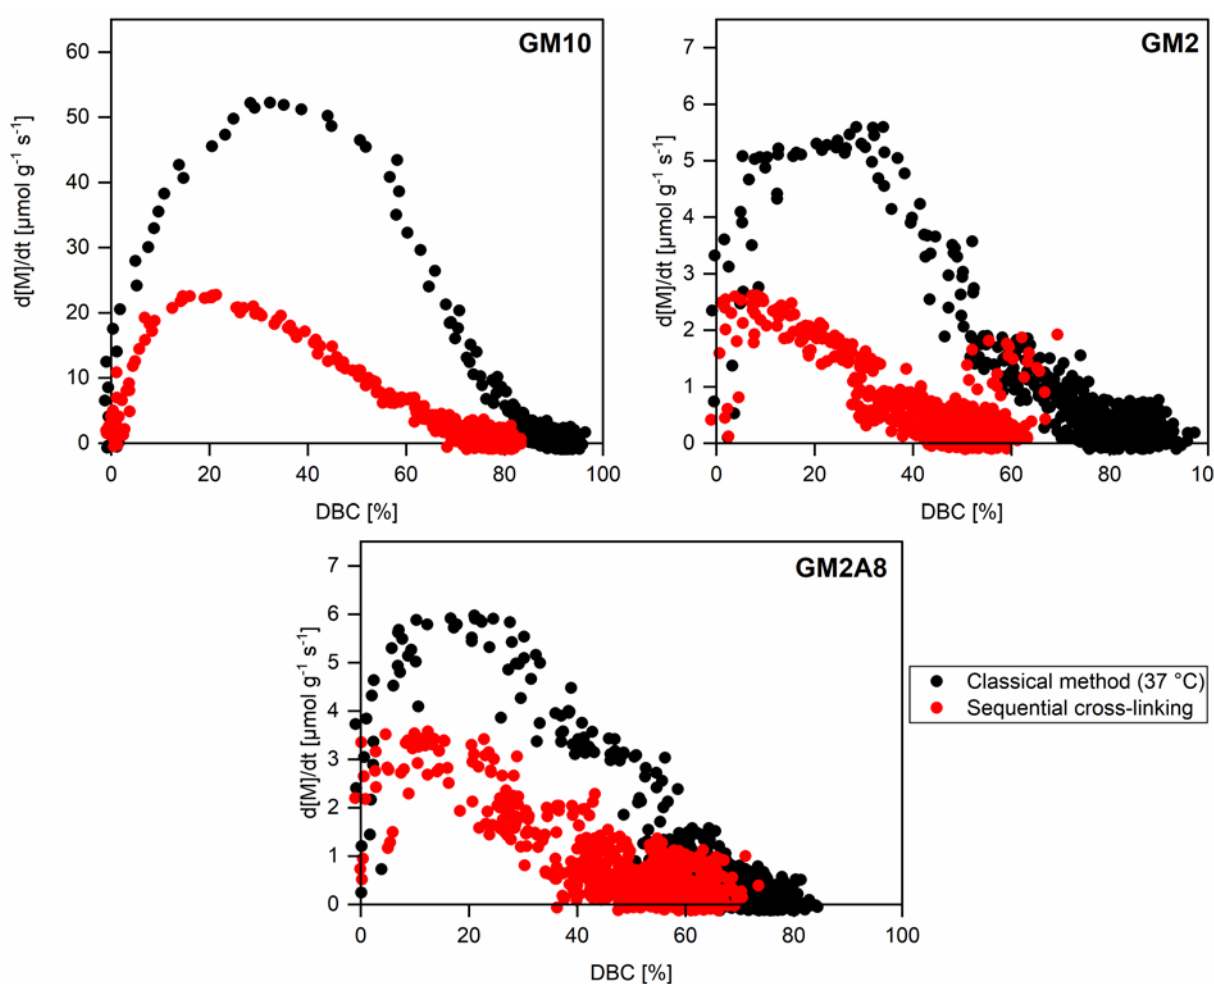 GM10
60
50
40
30
20
10
0
d[M]/dt [µmol g⁻¹ s⁻¹]
0 20 40 60 80 100
DBC [%]
GM2
7
6
5
4
3
2
1
0
d[M]/dt [µmol g⁻¹ s⁻¹]
0 20 40 60 80 10
DBC [%]
GM2A8
7
6
5
4
3
2
1
0
d[M]/dt [µmol g⁻¹ s⁻¹]
0 20 40 60 80 100
DBC [%]
Classical method (37 °C)
Sequential cross-linking